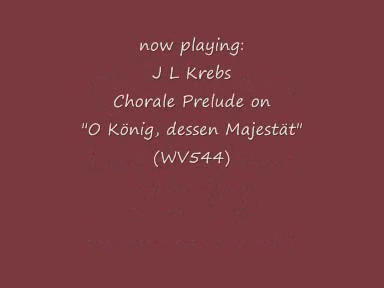 now playing:
J L Krebs
Chorale Prelude on
"O König, dessen Majestät"
(WV544)